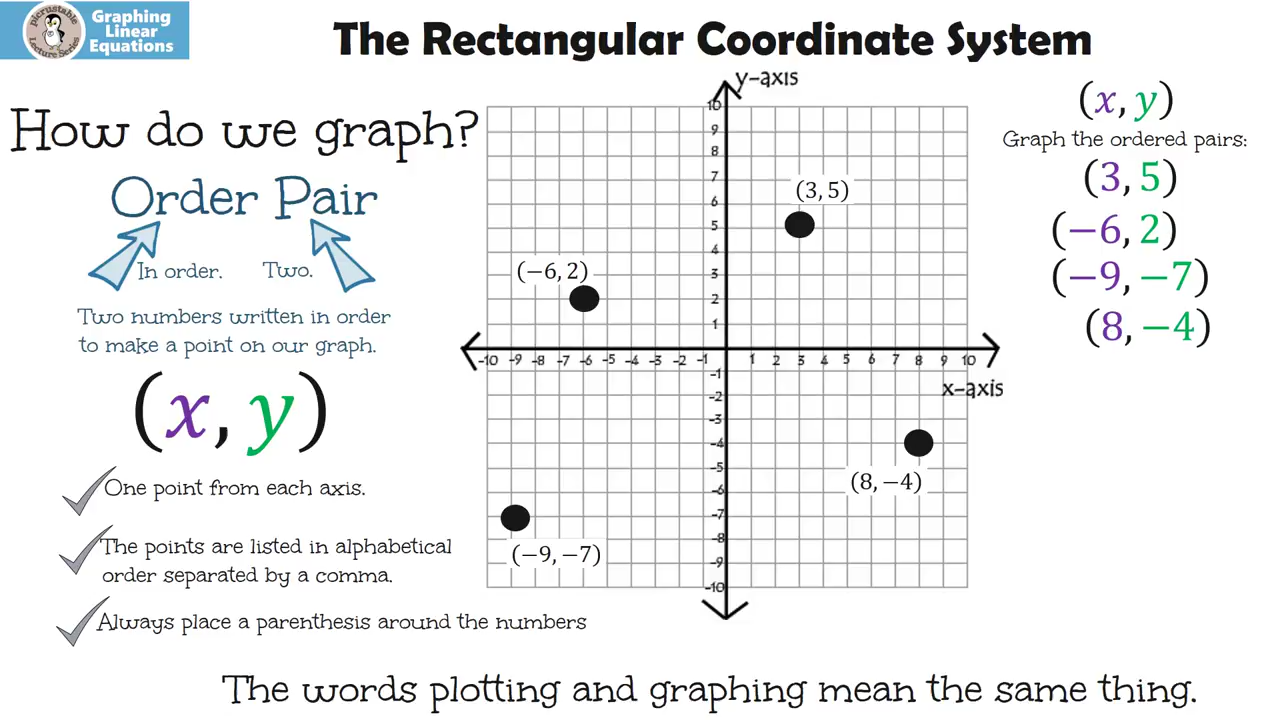 picrustable
Lecture Series
Graphing
Linear
Equations
The Rectangular Coordinate System
How do we graph?
Order Pair
In order. Two.
Two numbers written in order
to make a point on our graph.
(x, y)
One point from each axis.
The points are listed in alphabetical
order separated by a comma.
Always place a parenthesis around the numbers
y-axis
10
9
8
7
6
5
4
3
2
1
-10 -9 -8 -7 -6 -5 -4 -3 -2 -1 1 2 3 4 5 6 7 8 9 10
x-axis
-1
-2
-3
-4
-5
-6
-7
-8
-9
-10
(3, 5)
(−6, 2)
(8, −4)
(−9, −7)
(x, y)
Graph the ordered pairs:
(3, 5)
(−6, 2)
(−9, −7)
(8, −4)
The words plotting and graphing mean the same thing.